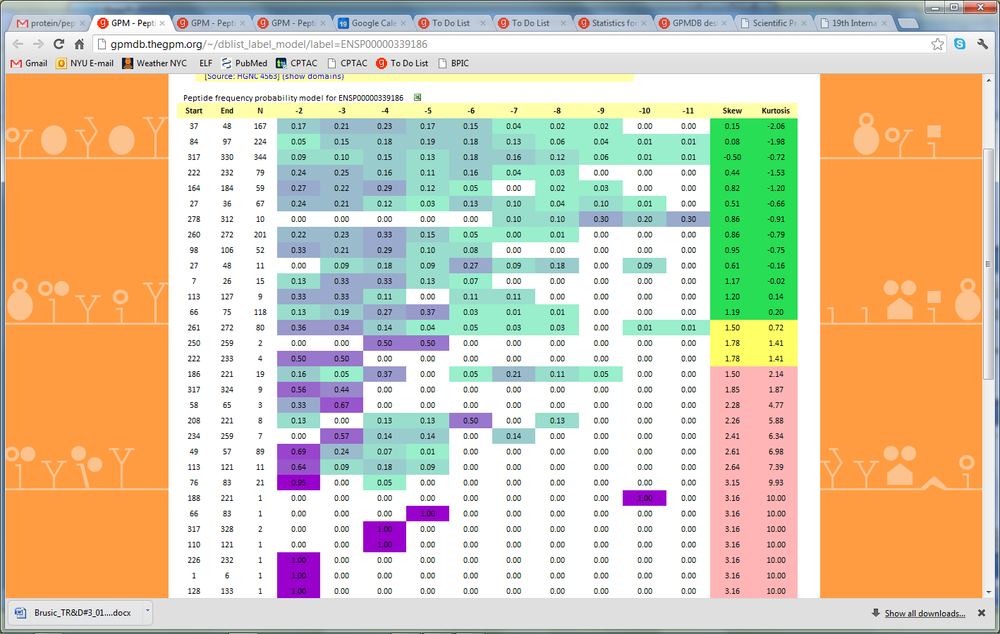 protein/pep
GPM - Pepti
GPM - Pepti
GPM - Pepti
19 Google Cale
To Do List
To Do List
Statistics for
GPMDB des
Scientific Pr
19th Interna
gpmdb.thegpm.org/~/dblist_label_model/label=ENSP00000339186
Gmail NYU E-mail Weather NYC ELF PubMed CPTAC CPTAC To Do List BPIC
[Source: HGNC 4563] (show domains)
Peptide frequency probability model for ENSP00000339186
Start End N -2 -3 -4 -5 -6 -7 -8 -9 -10 -11 Skew Kurtosis
37 48 167 0.17 0.21 0.23 0.17 0.15 0.04 0.02 0.02 0.00 0.00 0.15 -2.06
84 97 224 0.05 0.15 0.18 0.19 0.18 0.13 0.06 0.04 0.01 0.01 0.08 -1.98
317 330 344 0.09 0.10 0.15 0.13 0.18 0.16 0.12 0.06 0.01 0.01 -0.50 -0.72
222 232 79 0.24 0.25 0.16 0.11 0.16 0.04 0.03 0.00 0.00 0.00 0.44 -1.53
164 184 59 0.27 0.22 0.29 0.12 0.05 0.00 0.02 0.03 0.00 0.00 0.82 -1.20
27 36 67 0.24 0.21 0.12 0.03 0.13 0.10 0.04 0.10 0.01 0.00 0.51 -0.66
278 312 10 0.00 0.00 0.00 0.00 0.00 0.10 0.10 0.30 0.20 0.30 0.86 -0.91
260 272 201 0.22 0.23 0.33 0.15 0.05 0.00 0.01 0.00 0.00 0.00 0.86 -0.79
98 106 52 0.33 0.21 0.29 0.10 0.08 0.00 0.00 0.00 0.00 0.00 0.95 -0.75
27 48 11 0.00 0.09 0.18 0.09 0.27 0.09 0.18 0.00 0.09 0.00 0.61 -0.16
7 26 15 0.13 0.33 0.33 0.13 0.07 0.00 0.00 0.00 0.00 0.00 1.17 -0.02
113 127 9 0.33 0.33 0.11 0.00 0.11 0.11 0.00 0.00 0.00 0.00 1.20 0.14
66 75 118 0.13 0.19 0.27 0.37 0.03 0.01 0.01 0.00 0.00 0.00 1.19 0.20
261 272 80 0.36 0.34 0.14 0.04 0.05 0.03 0.03 0.00 0.01 0.01 1.50 0.72
250 259 2 0.00 0.00 0.50 0.50 0.00 0.00 0.00 0.00 0.00 0.00 1.78 1.41
222 233 4 0.50 0.50 0.00 0.00 0.00 0.00 0.00 0.00 0.00 0.00 1.78 1.41
186 221 19 0.16 0.05 0.37 0.00 0.05 0.21 0.11 0.05 0.00 0.00 1.50 2.14
317 324 9 0.56 0.44 0.00 0.00 0.00 0.00 0.00 0.00 0.00 0.00 1.85 1.87
58 65 3 0.33 0.67 0.00 0.00 0.00 0.00 0.00 0.00 0.00 0.00 2.28 4.77
208 221 8 0.13 0.00 0.13 0.13 0.50 0.00 0.13 0.00 0.00 0.00 2.26 5.88
234 259 7 0.00 0.57 0.14 0.14 0.00 0.14 0.00 0.00 0.00 0.00 2.41 6.34
49 57 89 0.69 0.24 0.07 0.01 0.00 0.00 0.00 0.00 0.00 0.00 2.61 6.98
113 121 11 0.64 0.09 0.18 0.09 0.00 0.00 0.00 0.00 0.00 0.00 2.64 7.39
76 83 21 0.95 0.00 0.05 0.00 0.00 0.00 0.00 0.00 0.00 0.00 3.15 9.93
188 221 1 0.00 0.00 0.00 0.00 0.00 0.00 0.00 0.00 1.00 0.00 3.16 10.00
66 83 1 0.00 0.00 0.00 1.00 0.00 0.00 0.00 0.00 0.00 0.00 3.16 10.00
317 328 2 0.00 0.00 1.00 0.00 0.00 0.00 0.00 0.00 0.00 0.00 3.16 10.00
110 121 1 0.00 0.00 1.00 0.00 0.00 0.00 0.00 0.00 0.00 0.00 3.16 10.00
226 232 1 1.00 0.00 0.00 0.00 0.00 0.00 0.00 0.00 0.00 0.00 3.16 10.00
1 6 1 1.00 0.00 0.00 0.00 0.00 0.00 0.00 0.00 0.00 0.00 3.16 10.00
128 133 1 1.00 0.00 0.00 0.00 0.00 0.00 0.00 0.00 0.00 0.00 3.16 10.00
Brusic_TR&D#3_01....docx
Show all downloads...